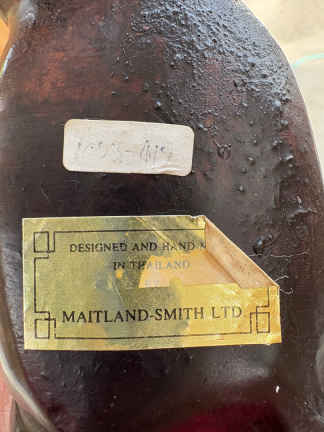 DESIGNED AND HAND
IN THAILAND
MAITLAND-SMITH LTD